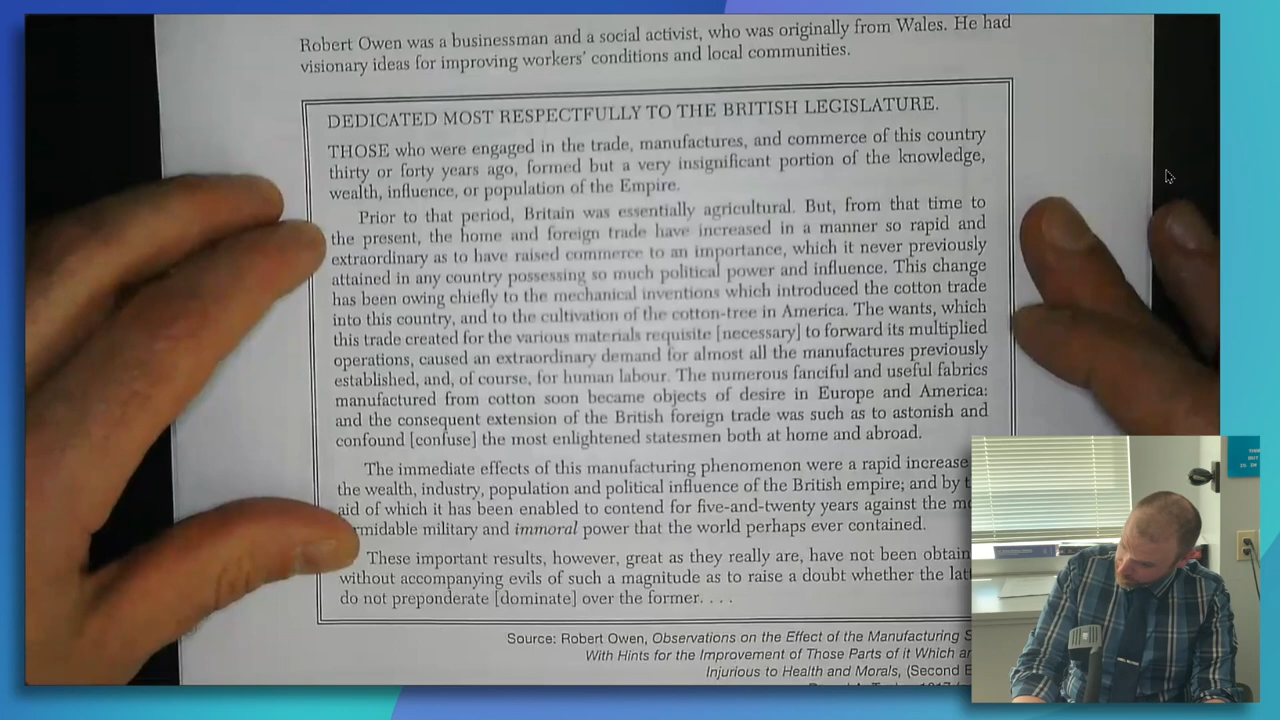 Robert Owen was a businessman and a social activist, who was originally from Wales. He had
visionary ideas for improving workers' conditions and local communities.
DEDICATED MOST RESPECTFULLY TO THE BRITISH LEGISLATURE.
THOSE who were engaged in the trade, manufactures, and commerce of this country
thirty or forty years ago, formed but a very insignificant portion of the knowledge,
wealth, influence, or population of the Empire.
Prior to that period, Britain was essentially agricultural. But, from that time to
the present, the home and foreign trade have increased in a manner so rapid and
extraordinary as to have raised commerce to an importance, which it never previously
attained in any country possessing so much political power and influence. This change
has been owing chiefly to the mechanical inventions which introduced the cotton trade
into this country, and to the cultivation of the cotton-tree in America. The wants, which
this trade created for the various materials requisite [necessary] to forward its multiplied
operations, caused an extraordinary demand for almost all the manufactures previously
established, and, of course, for human labour. The numerous fanciful and useful fabrics
manufactured from cotton soon became objects of desire in Europe and America:
and the consequent extension of the British foreign trade was such as to astonish and
confound [confuse] the most enlightened statesmen both at home and abroad.
The immediate effects of this manufacturing phenomenon were a rapid increase
the wealth, industry, population and political influence of the British empire; and by
aid of which it has been enabled to contend for five-and-twenty years against the
military and immoral power that the world perhaps ever contained.
These important results, however, great as they really are, have not been
without accompanying evils of such a magnitude as to raise a doubt whether the
do not preponderate [dominate] over the former. . . .
Source: Robert Owen, Observations on the Effect of the Manufacturing
With Hints for the Improvement of Those Parts of it Which
Injurious to Health and Morals, (Second